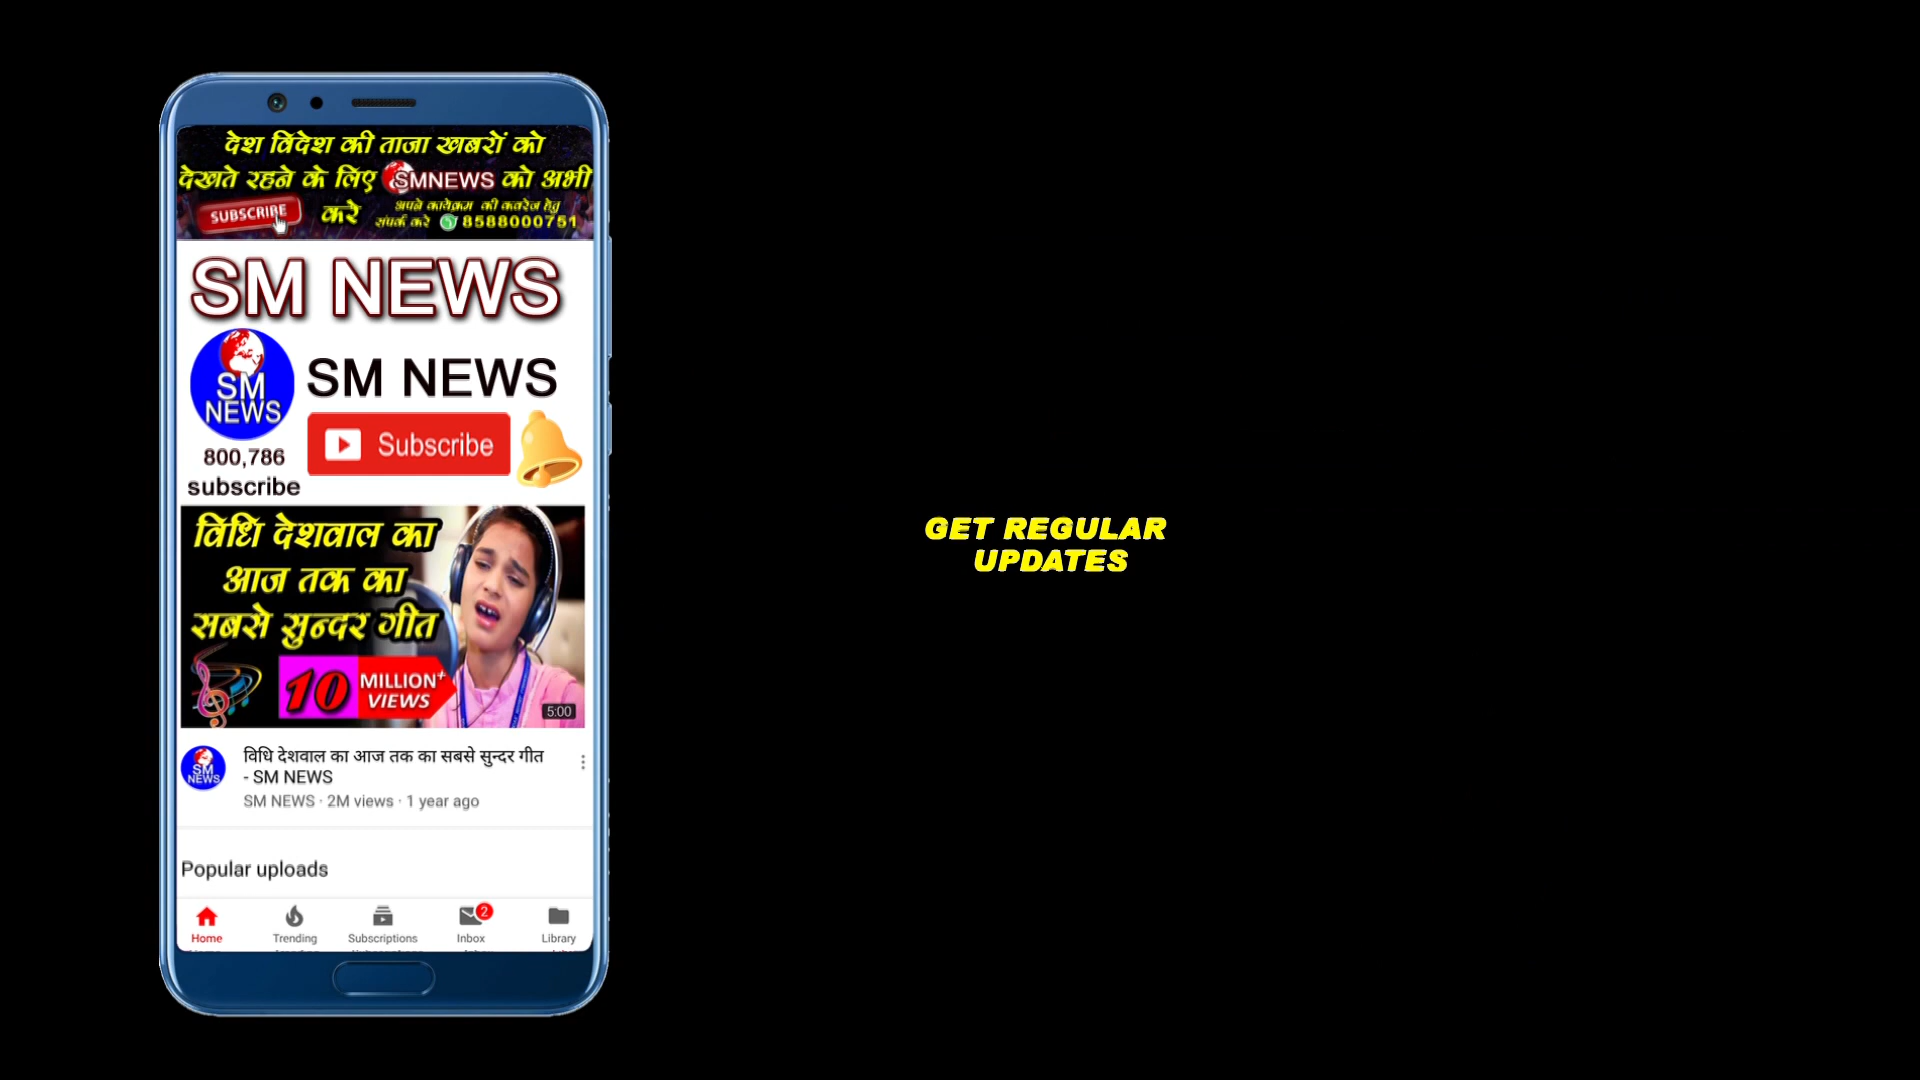 देश विदेश की ताजा खबरों को
देखते रहने के लिए SMNEWS को अभी
SUBSCRIBE करे
अपने कार्यक्रम की कवरेज हेतु
संपर्क करे 8588000751
SM NEWS
SM
NEWS
SM NEWS
Subscribe
800,786
subscribe
विधि देशवाल का
आज तक का
सबसे सुन्दर गीत
10 MILLION+
VIEWS
5:00
SM
NEWS
विधि देशवाल का आज तक का सबसे सुन्दर गीत
- SM NEWS
SM NEWS · 2M views · 1 year ago
Popular uploads
2
Home Trending Subscriptions Inbox Library
GET REGULAR
UPDATES